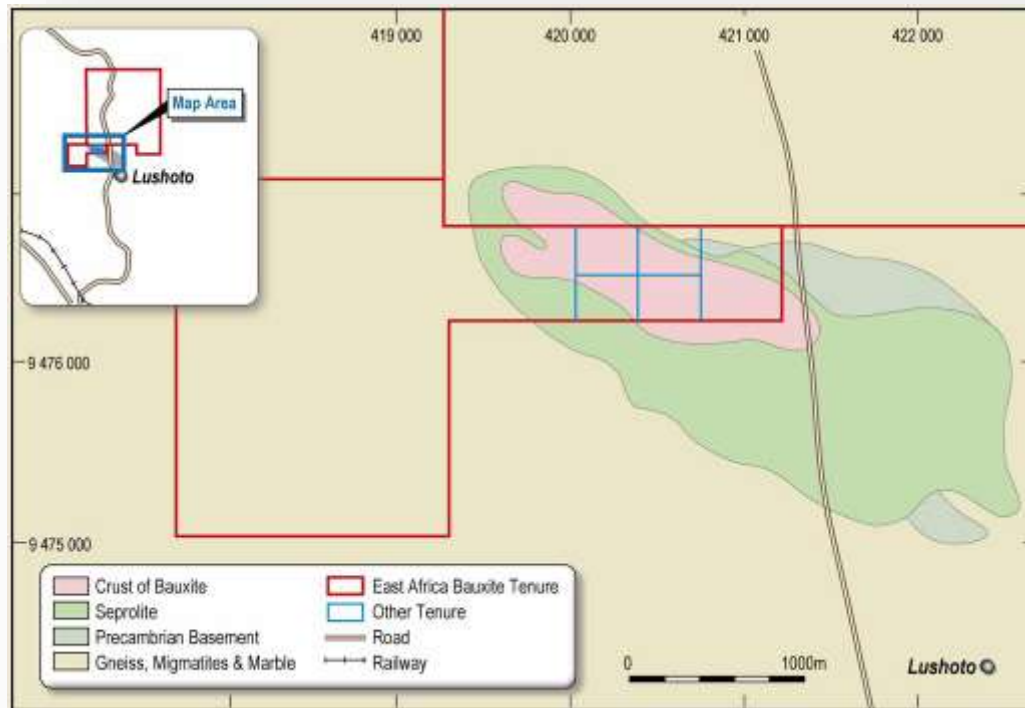 419 000 420 000 421 000 422 000
Map Area
Lushoto
9 476 000
9 475 000
Crust of Bauxite
Seprolite
Precambrian Basement
Gneiss, Migmatites & Marble
East Africa Bauxite Tenure
Other Tenure
Road
Railway
0 1000m
Lushoto